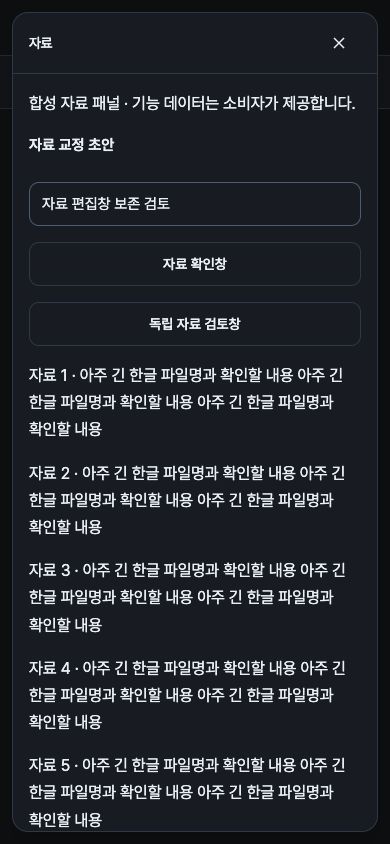 자료
합성 자료 패널 · 기능 데이터는 소비자가 제공합니다.
자료 교정 초안
자료 편집창 보존 검토
자료 확인창
독립 자료 검토창
자료 1 · 아주 긴 한글 파일명과 확인할 내용 아주 긴
한글 파일명과 확인할 내용 아주 긴 한글 파일명과
확인할 내용
자료 2 · 아주 긴 한글 파일명과 확인할 내용 아주 긴
한글 파일명과 확인할 내용 아주 긴 한글 파일명과
확인할 내용
자료 3 · 아주 긴 한글 파일명과 확인할 내용 아주 긴
한글 파일명과 확인할 내용 아주 긴 한글 파일명과
확인할 내용
자료 4 · 아주 긴 한글 파일명과 확인할 내용 아주 긴
한글 파일명과 확인할 내용 아주 긴 한글 파일명과
확인할 내용
자료 5 · 아주 긴 한글 파일명과 확인할 내용 아주 긴
한글 파일명과 확인할 내용 아주 긴 한글 파일명과
확인할 내용